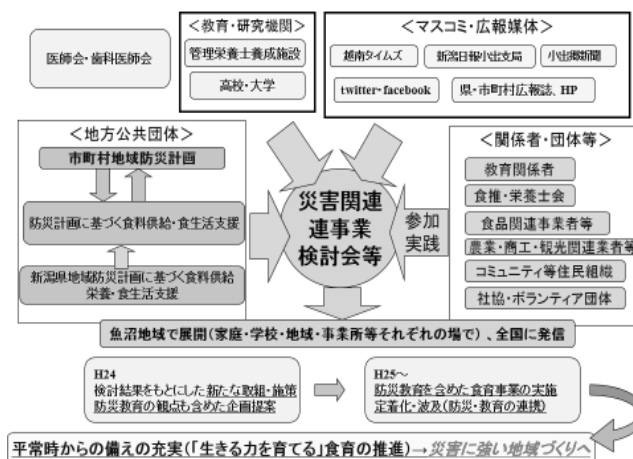 医師会・歯科医師会
＜教育・研究機関＞
管理栄養士養成施設
高校・大学
＜マスコミ・広報媒体＞
越南タイムズ
新潟日報小出支局
小出郷新聞
twitter・facebook
県・市町村広報誌、HP
＜地方公共団体＞
市町村地域防災計画
防災計画に基づく食料供給・食生活支援
新潟県地域防災計画に基づく食料供給
栄養・食生活支援
災害関連
連事業
検討会等
参加
実践
＜関係者・団体等＞
教育関係者
食推・栄養士会
食品関連事業者等
農業・商工・観光関連業者等
コミュニティ等住民組織
社協・ボランティア団体
魚沼地域で展開(家庭・学校・地域・事業所等それぞれの場で)、全国に発信
H24
検討結果をもとにした新たな取組・施策
防災教育の観点も含めた企画提案
H25～
防災教育を含めた食育事業の実施
定着化・波及(防災・教育の連携)
平常時からの備えの充実(「生きる力を育てる」食育の推進)→災害に強い地域づくりへ